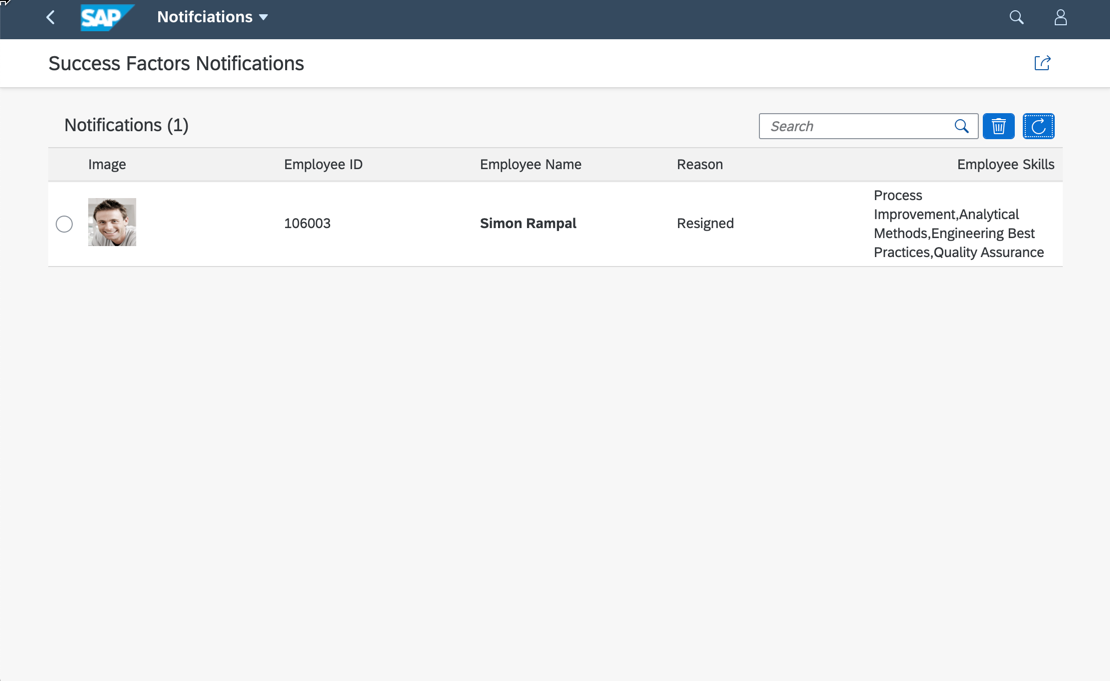 SAP Notifciations
Success Factors Notifications
Notifications (1)
Search
Image Employee ID Employee Name Reason Employee Skills
106003 Simon Rampal Resigned
Process
Improvement,Analytical
Methods,Engineering Best
Practices,Quality Assurance